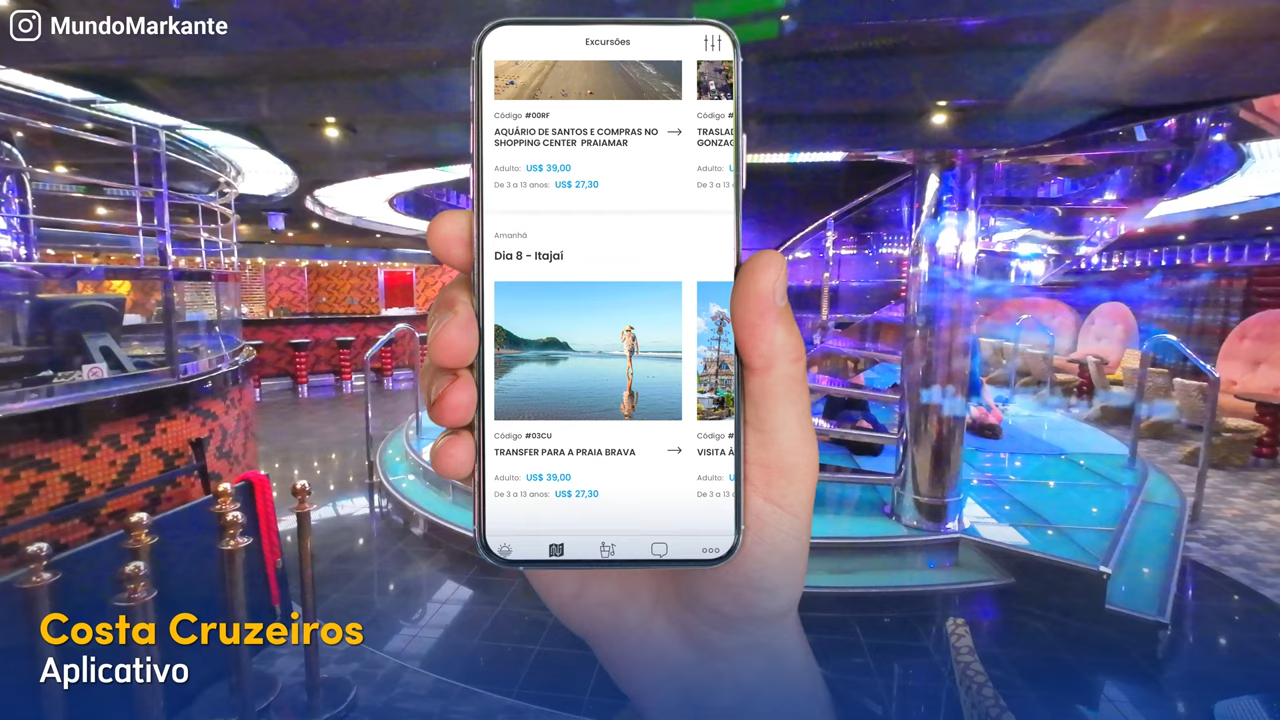 MundoMarkante
Excursões
Código #00RF
AQUÁRIO DE SANTOS E COMPRAS NO
SHOPPING CENTER PRAIAMAR
Adulto: US$ 39,00
De 3 a 13 anos: US$ 27,30
Código #
TRASLAD
GONZAG
Adulto: U
De 3 a 13
Amanhã
Dia 8 - Itajaí
Código #03CU
TRANSFER PARA A PRAIA BRAVA
Adulto: US$ 39,00
De 3 a 13 anos: US$ 27,30
Código #
VISITA À
Adulto: U
De 3 a 13
Costa Cruzeiros
Aplicativo